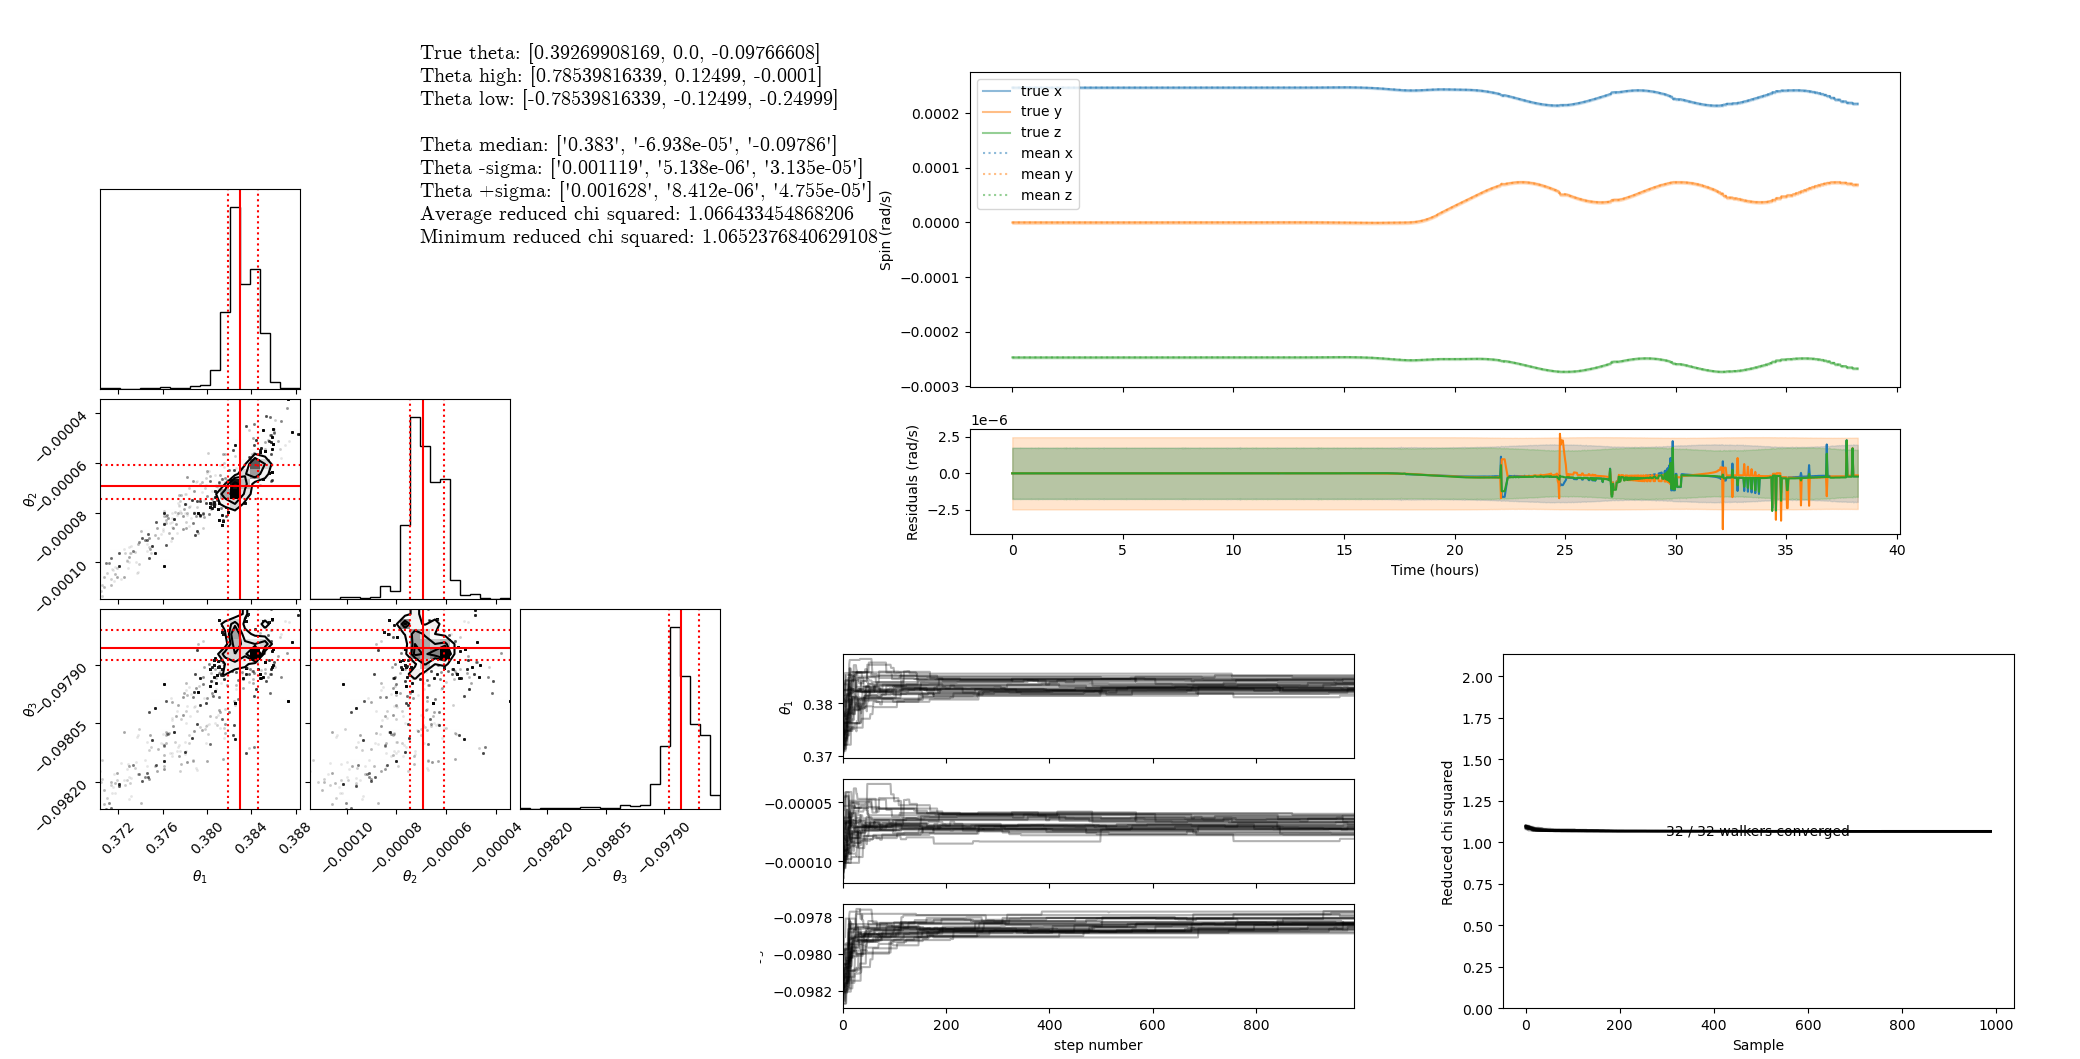 True theta: [0.39269908169, 0.0, -0.09766608]
Theta high: [0.78539816339, 0.12499, -0.0001]
Theta low: [-0.78539816339, -0.12499, -0.24999]
Theta median: ['0.383', '-6.938e-05', '-0.09786']
Theta -sigma: ['0.001119', '5.138e-06', '3.135e-05']
Theta +sigma: ['0.001628', '8.412e-06', '4.755e-05']
Average reduced chi squared: 1.066433454868206
Minimum reduced chi squared: 1.0652376840629108
true x
true y
true z
mean x
mean y
mean z
Spin (rad/s)
0.0002
0.0001
0.0000
−0.0001
−0.0002
−0.0003
1e−6
Residuals (rad/s)
2.5
0.0
−2.5
0 5 10 15 20 25 30 35 40
Time (hours)
θ2
−0.00004
−0.00006
−0.00008
−0.00010
θ3
−0.09790
−0.09805
−0.09820
0.372 0.376 0.380 0.384 0.388
θ1
−0.00010 −0.00008 −0.00006 −0.00004
θ2
−0.09820 −0.09805 −0.09790
θ3
θ1
0.38
0.37
−0.00005
−0.00010
−0.0978
−0.0980
−0.0982
0 200 400 600 800
step number
Reduced chi squared
2.00
1.75
1.50
1.25
1.00
0.75
0.50
0.25
0.00
32 / 32 walkers converged
0 200 400 600 800 1000
Sample